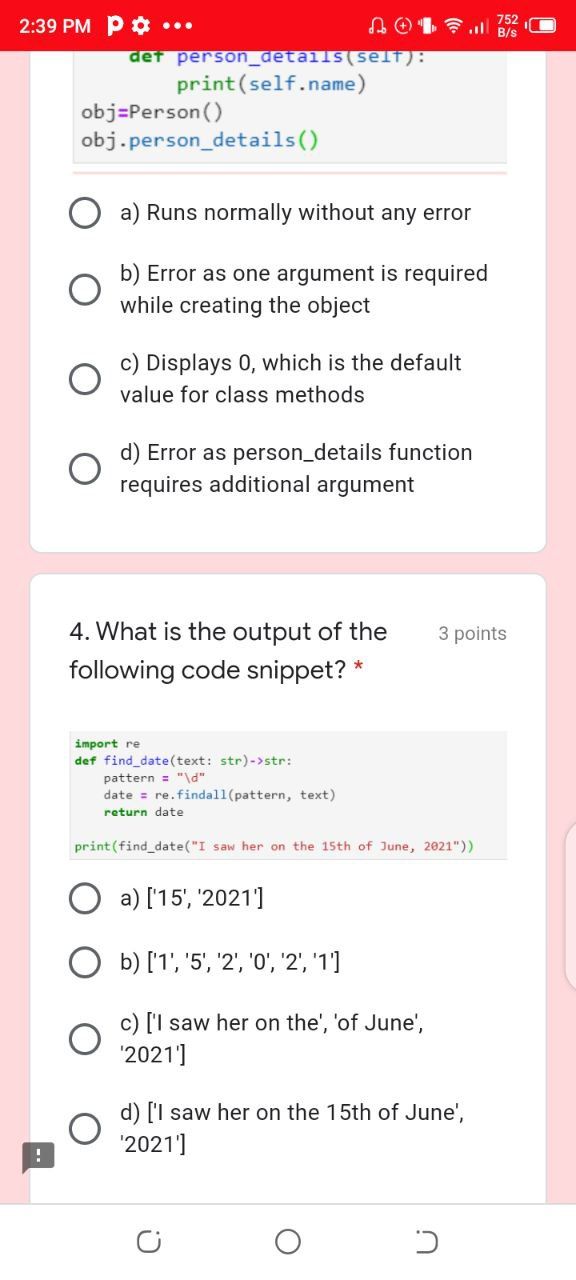 2:39 PM
752
B/s
def person_details(self):
print(self.name)
obj=Person()
obj.person_details()
a) Runs normally without any error
b) Error as one argument is required
while creating the object
c) Displays 0, which is the default
value for class methods
d) Error as person_details function
requires additional argument
4. What is the output of the
3 points
following code snippet? *
import re
def find_date(text: str)->str:
pattern = "\d"
date = re.findall(pattern, text)
return date
print(find_date("I saw her on the 15th of June, 2021"))
a) ['15', '2021']
b) ['1', '5', '2', '0', '2', '1']
c) ['I saw her on the', 'of June',
'2021']
d) ['I saw her on the 15th of June',
'2021']